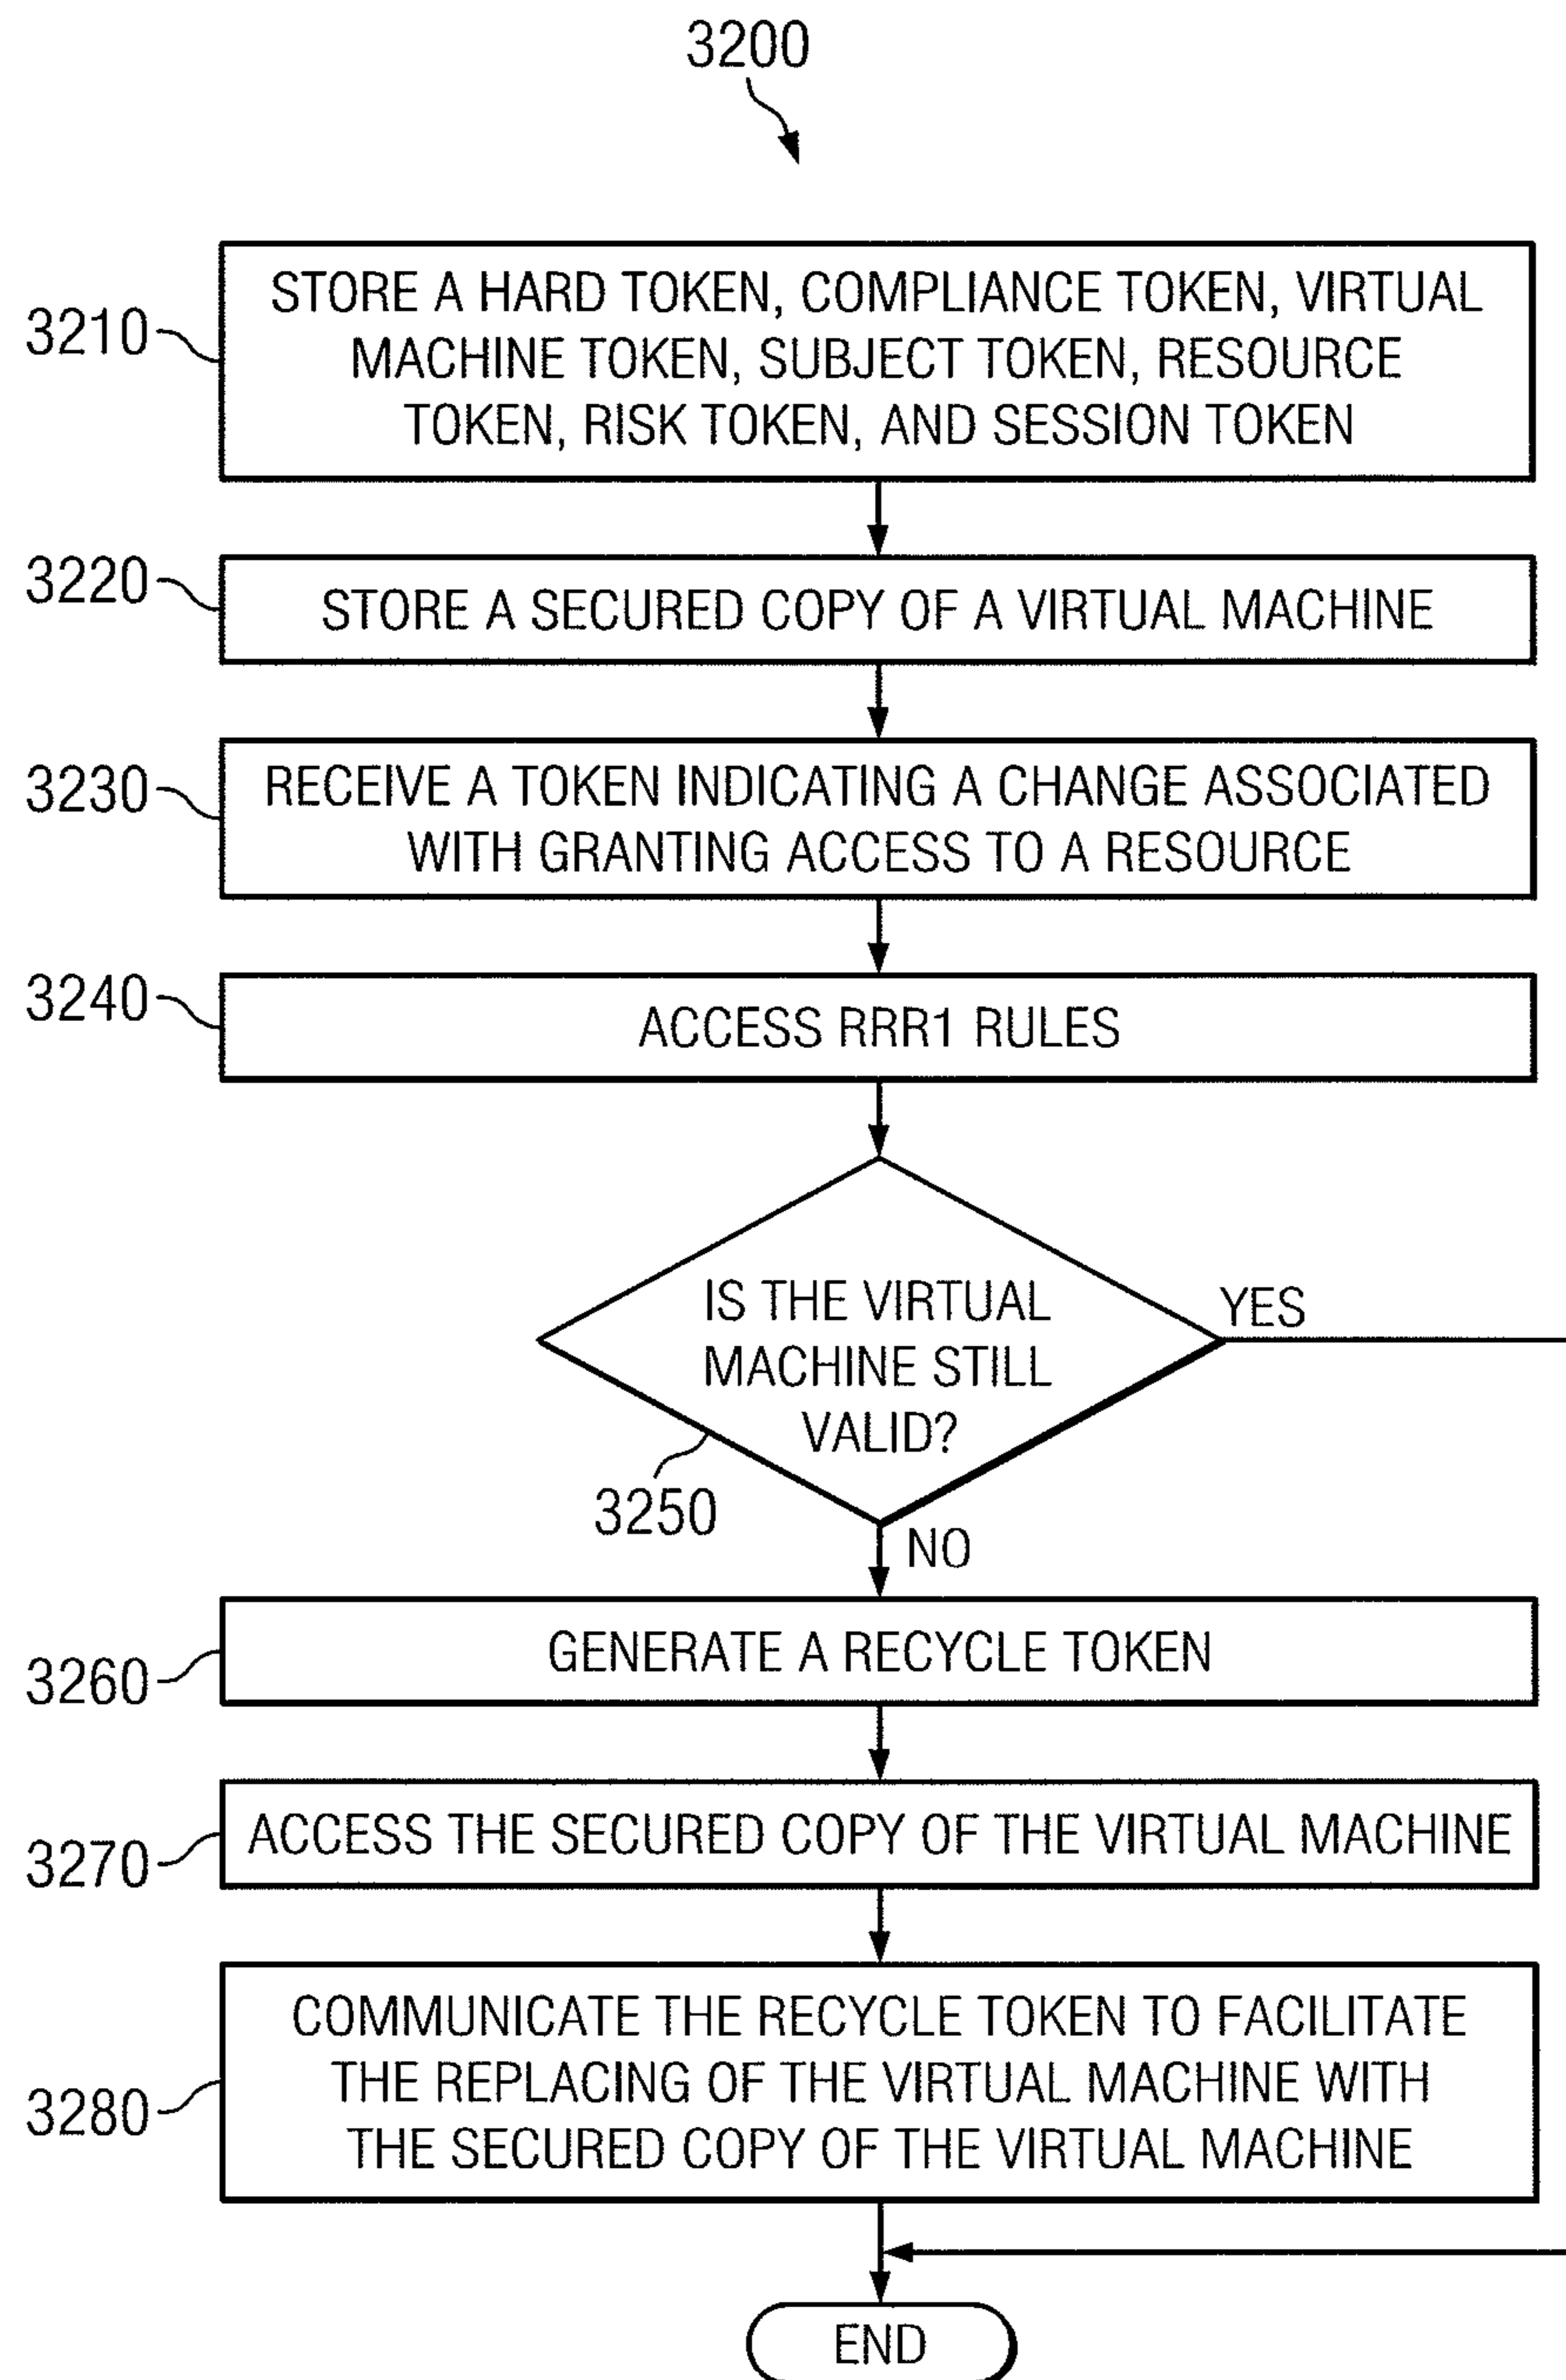 3200
3210
STORE A HARD TOKEN, COMPLIANCE TOKEN, VIRTUAL
MACHINE TOKEN, SUBJECT TOKEN, RESOURCE
TOKEN, RISK TOKEN, AND SESSION TOKEN
3220
STORE A SECURED COPY OF A VIRTUAL MACHINE
3230
RECEIVE A TOKEN INDICATING A CHANGE ASSOCIATED
WITH GRANTING ACCESS TO A RESOURCE
3240
ACCESS RRR1 RULES
IS THE VIRTUAL
MACHINE STILL
VALID?
YES
3250
NO
3260
GENERATE A RECYCLE TOKEN
3270
ACCESS THE SECURED COPY OF THE VIRTUAL MACHINE
3280
COMMUNICATE THE RECYCLE TOKEN TO FACILITATE
THE REPLACING OF THE VIRTUAL MACHINE WITH
THE SECURED COPY OF THE VIRTUAL MACHINE
END